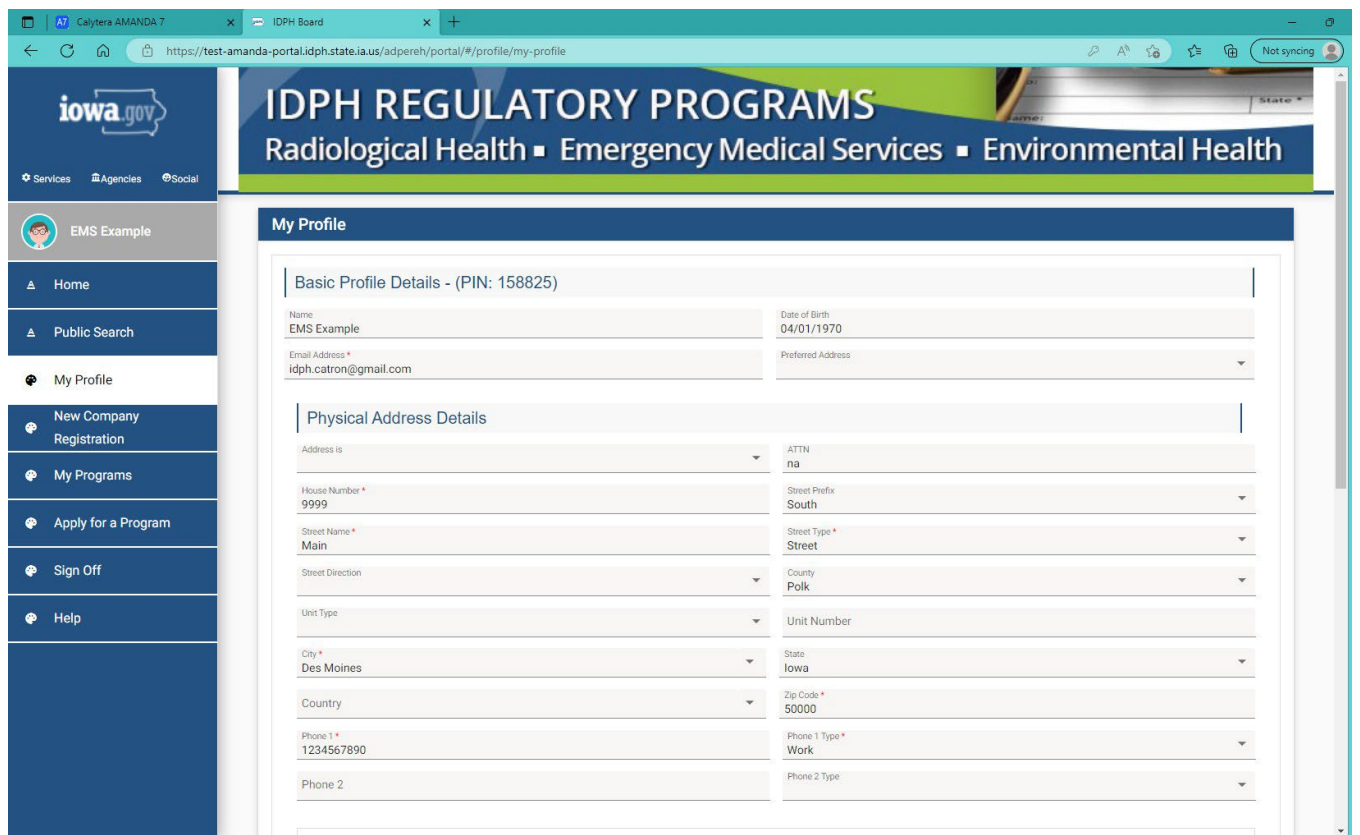 Calytera AMANDA 7
IDPH Board
https://test-amanda-portal.idph.state.ia.us/adpereh/portal/#/profile/my-profile
Not syncing
iowa.gov
Services Agencies Social
EMS Example
Home
Public Search
My Profile
New Company
Registration
My Programs
Apply for a Program
Sign Off
Help
IDPH REGULATORY PROGRAMS
Radiological Health ▪ Emergency Medical Services ▪ Environmental Health
State *
My Profile
Basic Profile Details - (PIN: 158825)
Name Date of Birth
EMS Example 04/01/1970
Email Address * Preferred Address
idph.catron@gmail.com
Physical Address Details
Address is ATTN
na
House Number * Street Prefix
9999 South
Street Name * Street Type *
Main Street
Street Direction County
Polk
Unit Type Unit Number
City * State
Des Moines Iowa
Country Zip Code *
50000
Phone 1 * Phone 1 Type *
1234567890 Work
Phone 2 Phone 2 Type